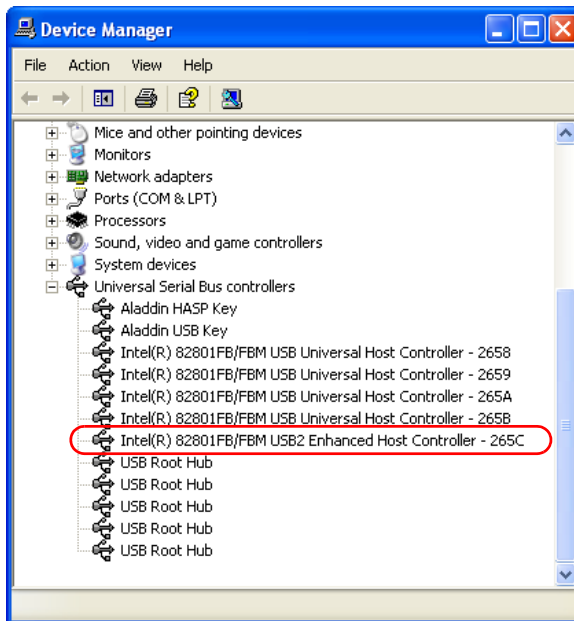 Device Manager
File Action View Help
Mice and other pointing devices
Monitors
Network adapters
Ports (COM & LPT)
Processors
Sound, video and game controllers
System devices
Universal Serial Bus controllers
Aladdin HASP Key
Aladdin USB Key
Intel(R) 82801FB/FBM USB Universal Host Controller - 2658
Intel(R) 82801FB/FBM USB Universal Host Controller - 2659
Intel(R) 82801FB/FBM USB Universal Host Controller - 265A
Intel(R) 82801FB/FBM USB Universal Host Controller - 265B
Intel(R) 82801FB/FBM USB2 Enhanced Host Controller - 265C
USB Root Hub
USB Root Hub
USB Root Hub
USB Root Hub
USB Root Hub